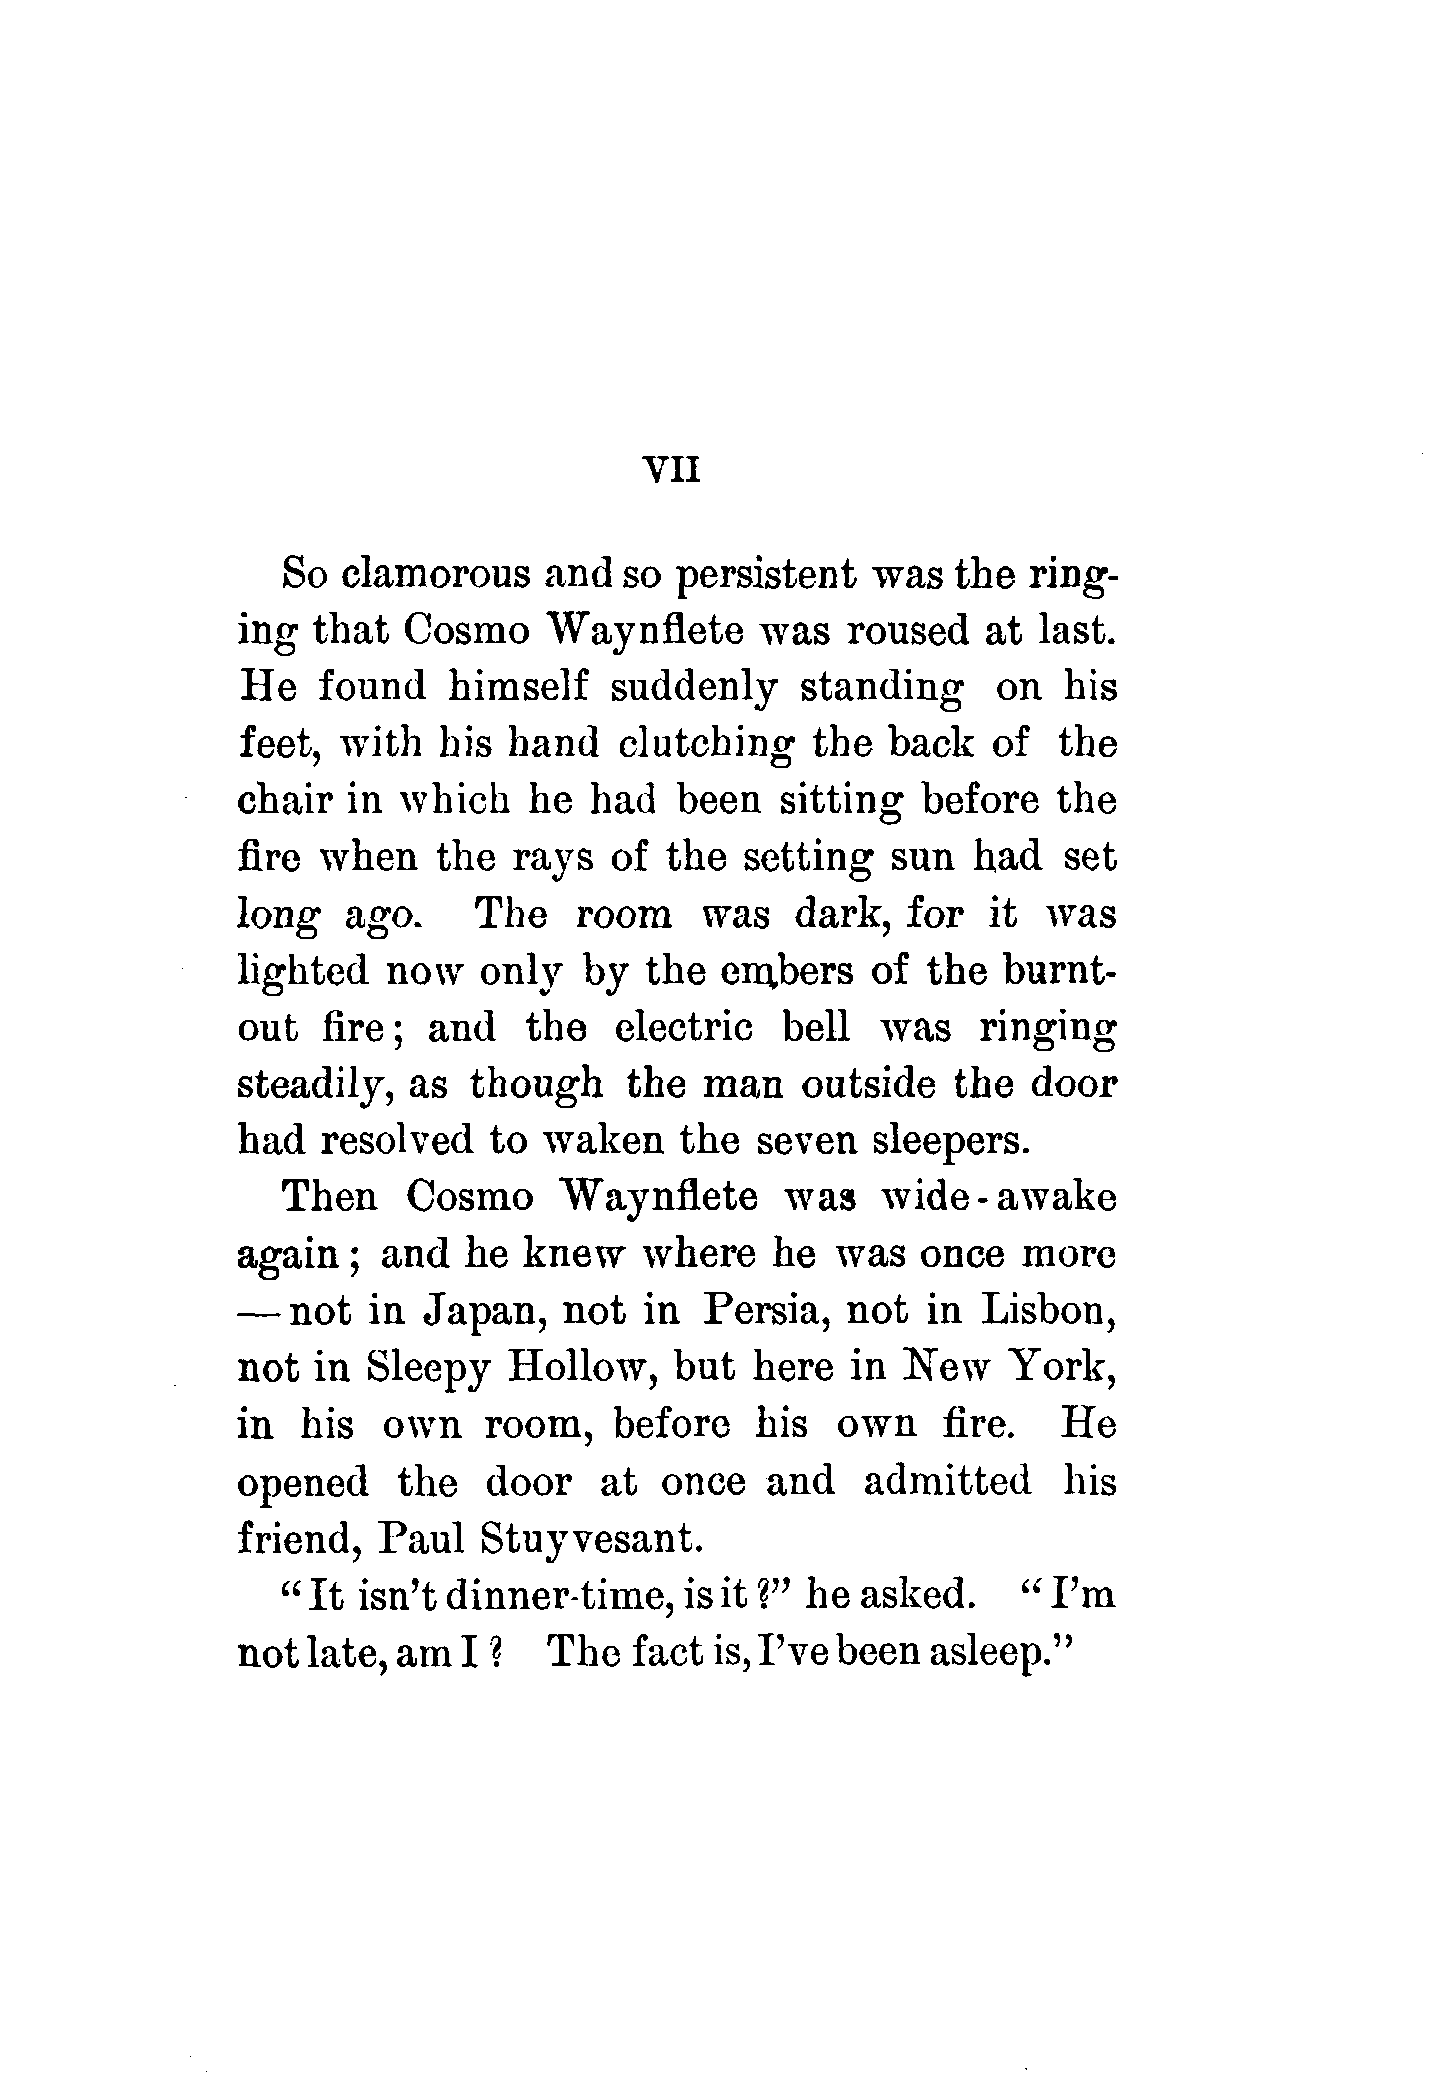 VII
So clamorous and so persistent was the ring-
ing that Cosmo Waynflete was roused at last.
He found himself suddenly standing on his
feet, with his hand clutching the back of the
chair in which he had been sitting before the
fire when the rays of the setting sun had set
long ago. The room was dark, for it was
lighted now only by the embers of the burnt-
out fire; and the electric bell was ringing
steadily, as though the man outside the door
had resolved to waken the seven sleepers.
Then Cosmo Waynflete was wide-awake
again; and he knew where he was once more
—not in Japan, not in Persia, not in Lisbon,
not in Sleepy Hollow, but here in New York,
in his own room, before his own fire. He
opened the door at once and admitted his
friend, Paul Stuyvesant.
“It isn’t dinner-time, is it?” he asked. “I’m
not late, am I? The fact is, I’ve been asleep.”